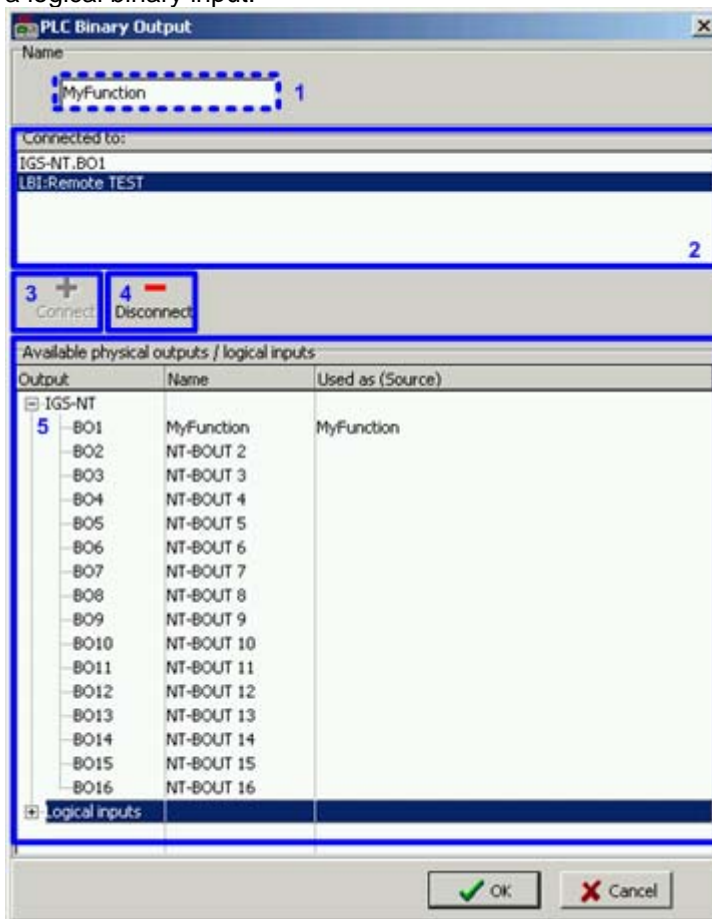 a logical binary input.
PLC Binary Output
Name
MyFunction 1
Connected to:
IGS-NT.BO1
LBI:Remote TEST
2
3 Connect 4 Disconnect
Available physical outputs / logical inputs
Output Name Used as (Source)
IGS-NT
5 BO1 MyFunction MyFunction
BO2 NT-BOUT 2
BO3 NT-BOUT 3
BO4 NT-BOUT 4
BO5 NT-BOUT 5
BO6 NT-BOUT 6
BO7 NT-BOUT 7
BO8 NT-BOUT 8
BO9 NT-BOUT 9
BO10 NT-BOUT 10
BO11 NT-BOUT 11
BO12 NT-BOUT 12
BO13 NT-BOUT 13
BO14 NT-BOUT 14
BO15 NT-BOUT 15
BO16 NT-BOUT 16
Logical inputs
OK Cancel